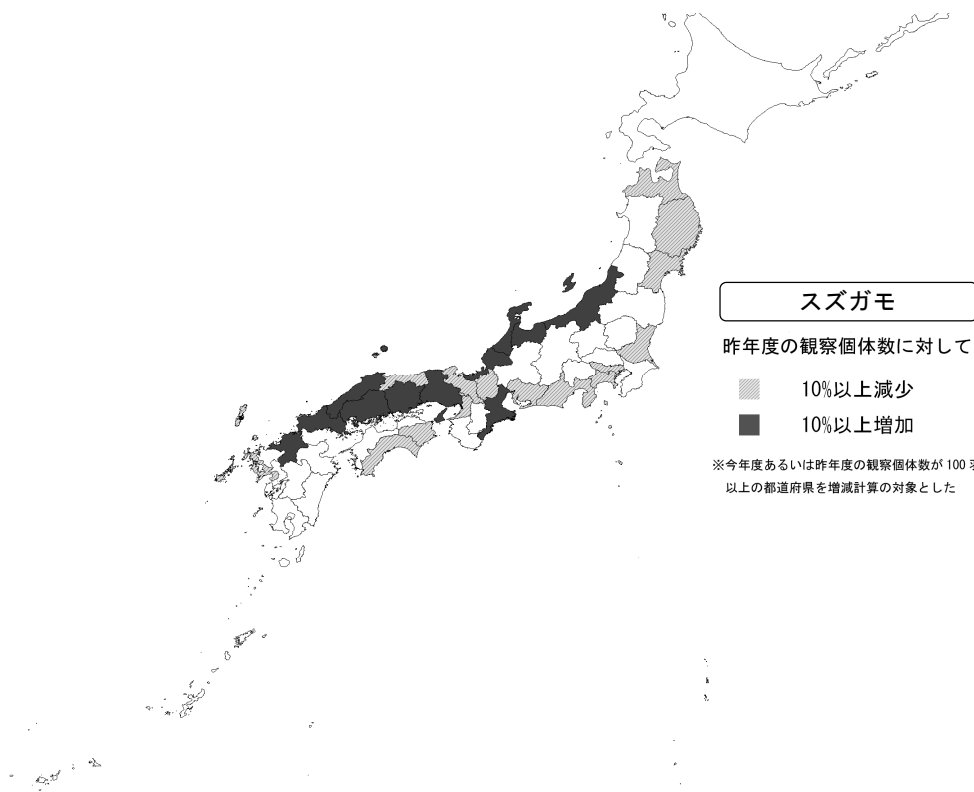 スズガモ
昨年度の観察個体数に対して
10%以上減少
10%以上増加
※今年度あるいは昨年度の観察個体数が 100
以上の都道府県を増減計算の対象とした